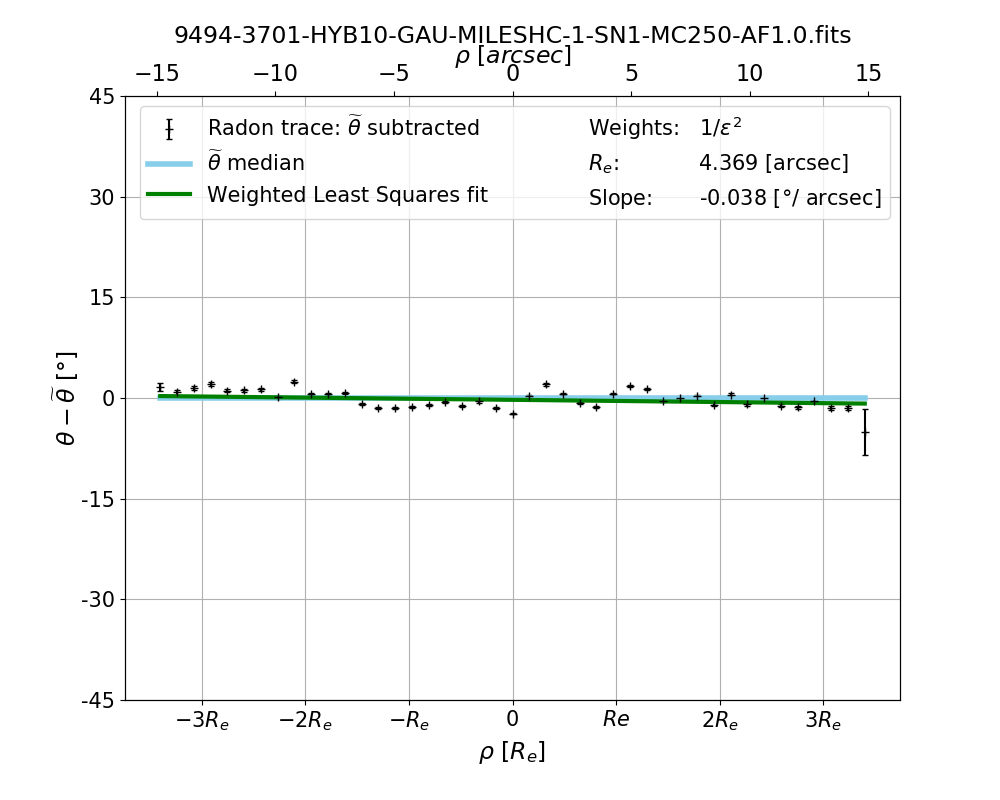 9494-3701-HYB10-GAU-MILESHC-1-SN1-MC250-AF1.0.fits
ρ [arcsec]
−15 −10 −5 0 5 10 15
45
30
15
0
-15
-30
-45
θ − θ̃ [°]
Radon trace: θ̃ subtracted
θ̃ median
Weighted Least Squares fit
Weights: 1/ε²
Rₑ: 4.369 [arcsec]
Slope: -0.038 [°/ arcsec]
−3Rₑ −2Rₑ −Rₑ 0 Re 2Rₑ 3Rₑ
ρ [Rₑ]